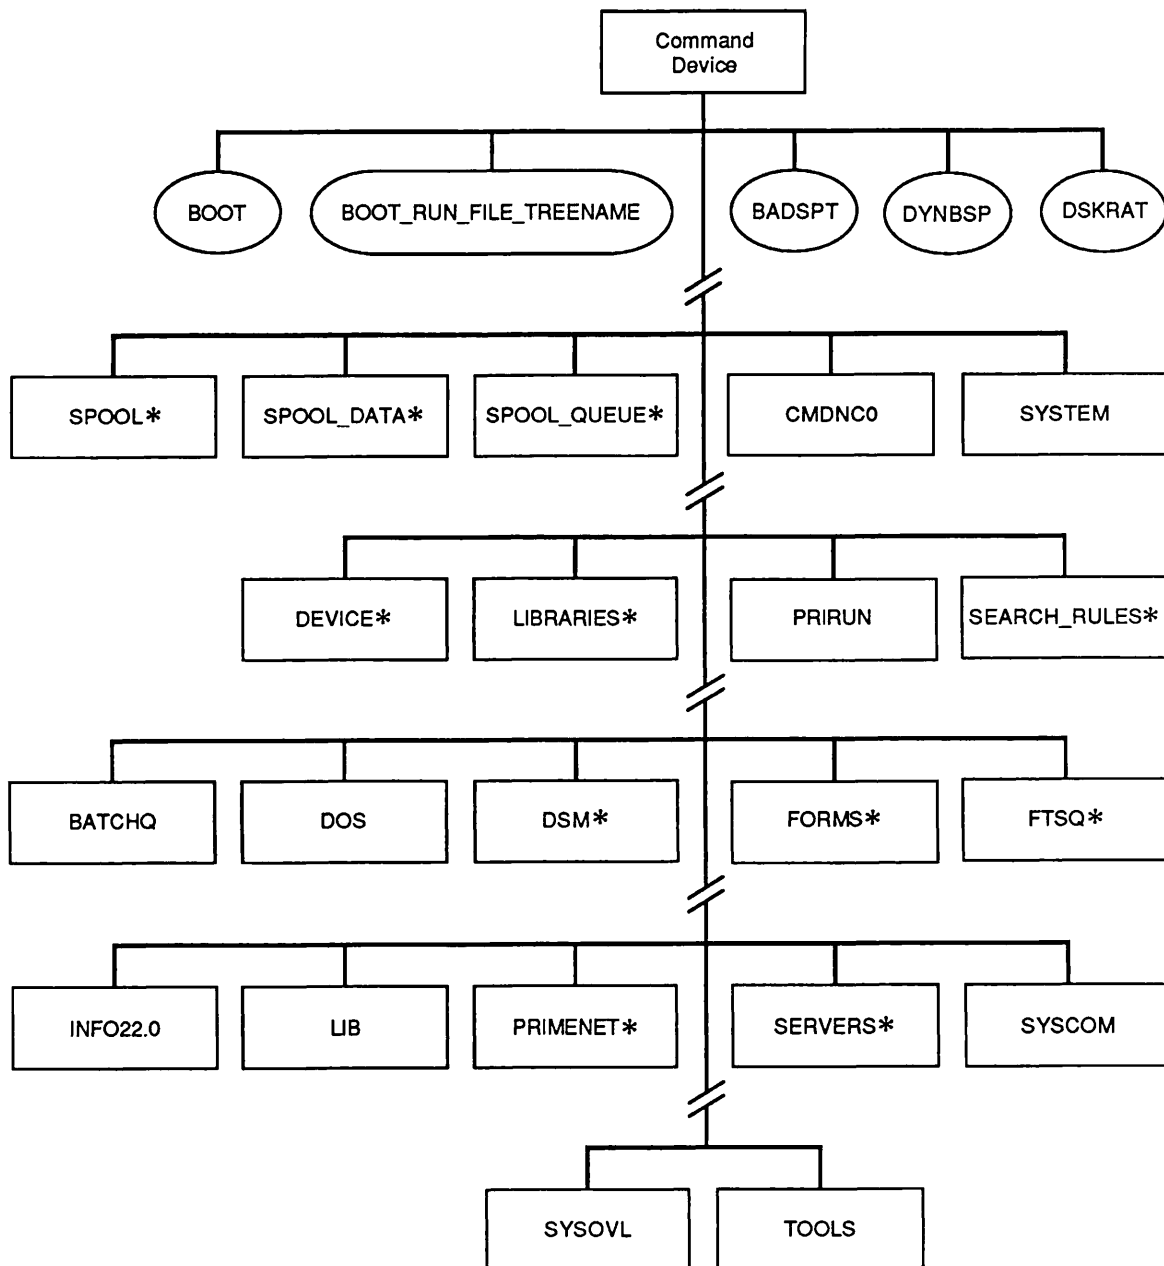 Command
Device
BOOT
BOOT_RUN_FILE_TREENAME
BADSPT
DYNBSP
DSKRAT
SPOOL*
SPOOL_DATA*
SPOOL_QUEUE*
CMDNC0
SYSTEM
DEVICE*
LIBRARIES*
PRIRUN
SEARCH_RULES*
BATCHQ
DOS
DSM*
FORMS*
FTSQ*
INFO22.0
LIB
PRIMENET*
SERVERS*
SYSCOM
SYSOVL
TOOLS